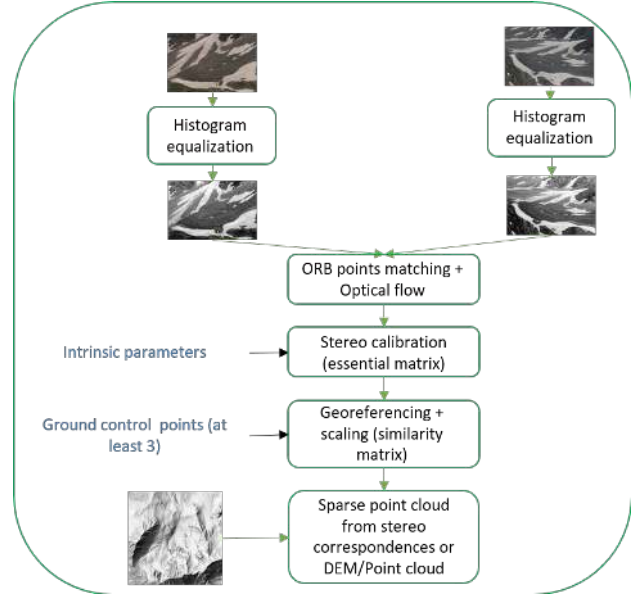 Histogram
equalization
Histogram
equalization
ORB points matching +
Optical flow
Intrinsic parameters
Stereo calibration
(essential matrix)
Ground control points (at
least 3)
Georeferencing +
scaling (similarity
matrix)
Sparse point cloud
from stereo
correspondences or
DEM/Point cloud